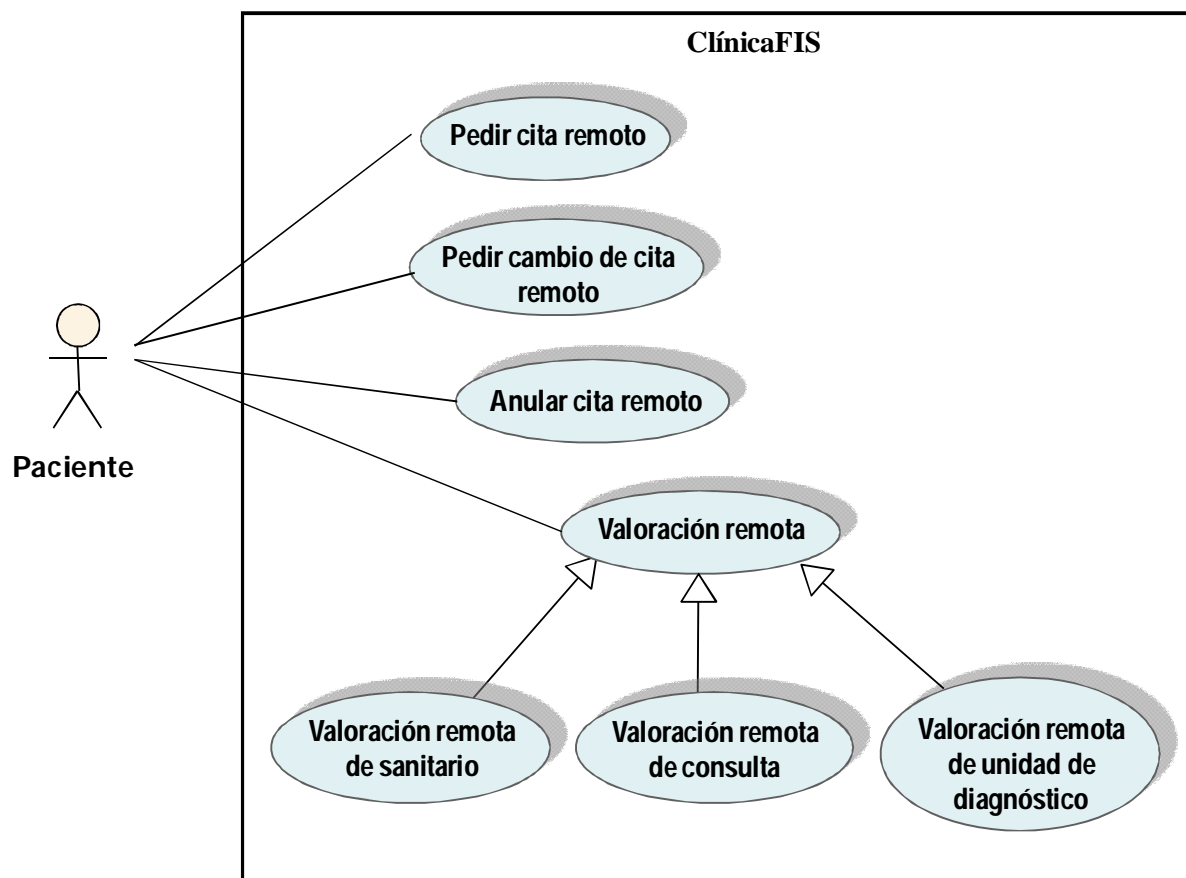 ClínicaFIS
Pedir cita remoto
Pedir cambio de cita
remoto
Anular cita remoto
Paciente
Valoración remota
Valoración remota
de sanitario
Valoración remota
de consulta
Valoración remota
de unidad de
diagnóstico